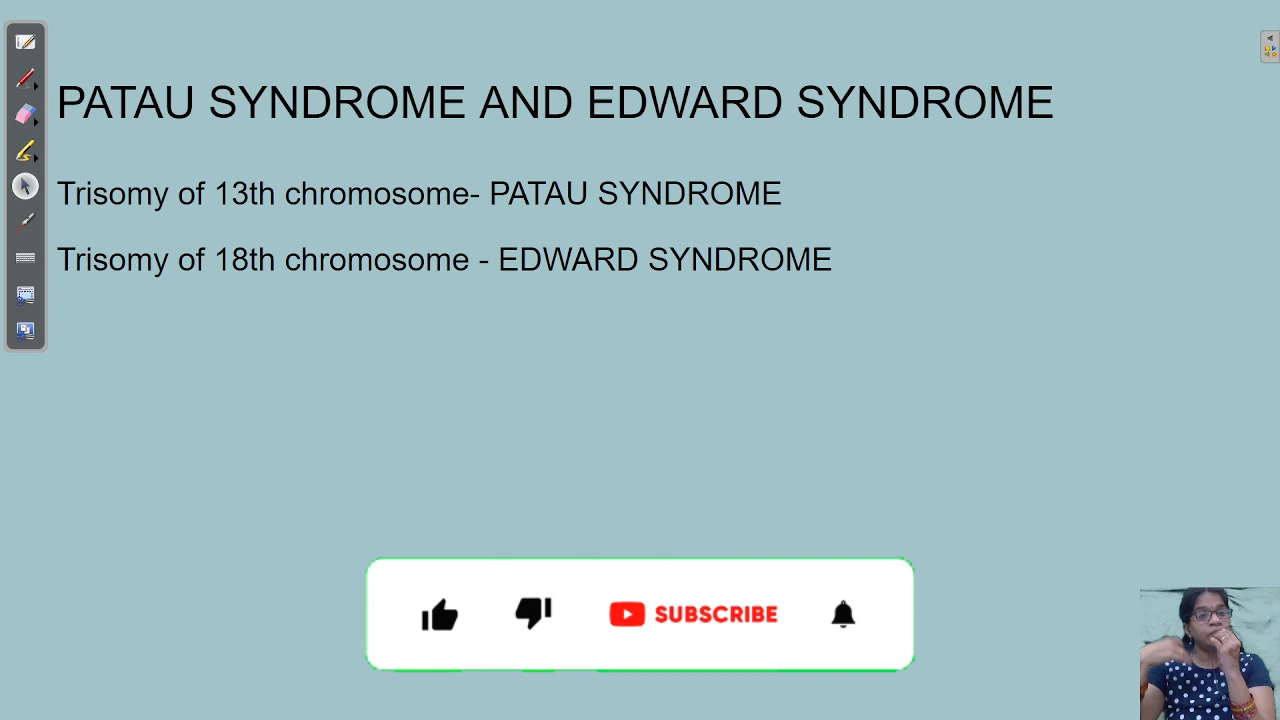 PATAU SYNDROME AND EDWARD SYNDROME
Trisomy of 13th chromosome- PATAU SYNDROME
Trisomy of 18th chromosome - EDWARD SYNDROME
SUBSCRIBE